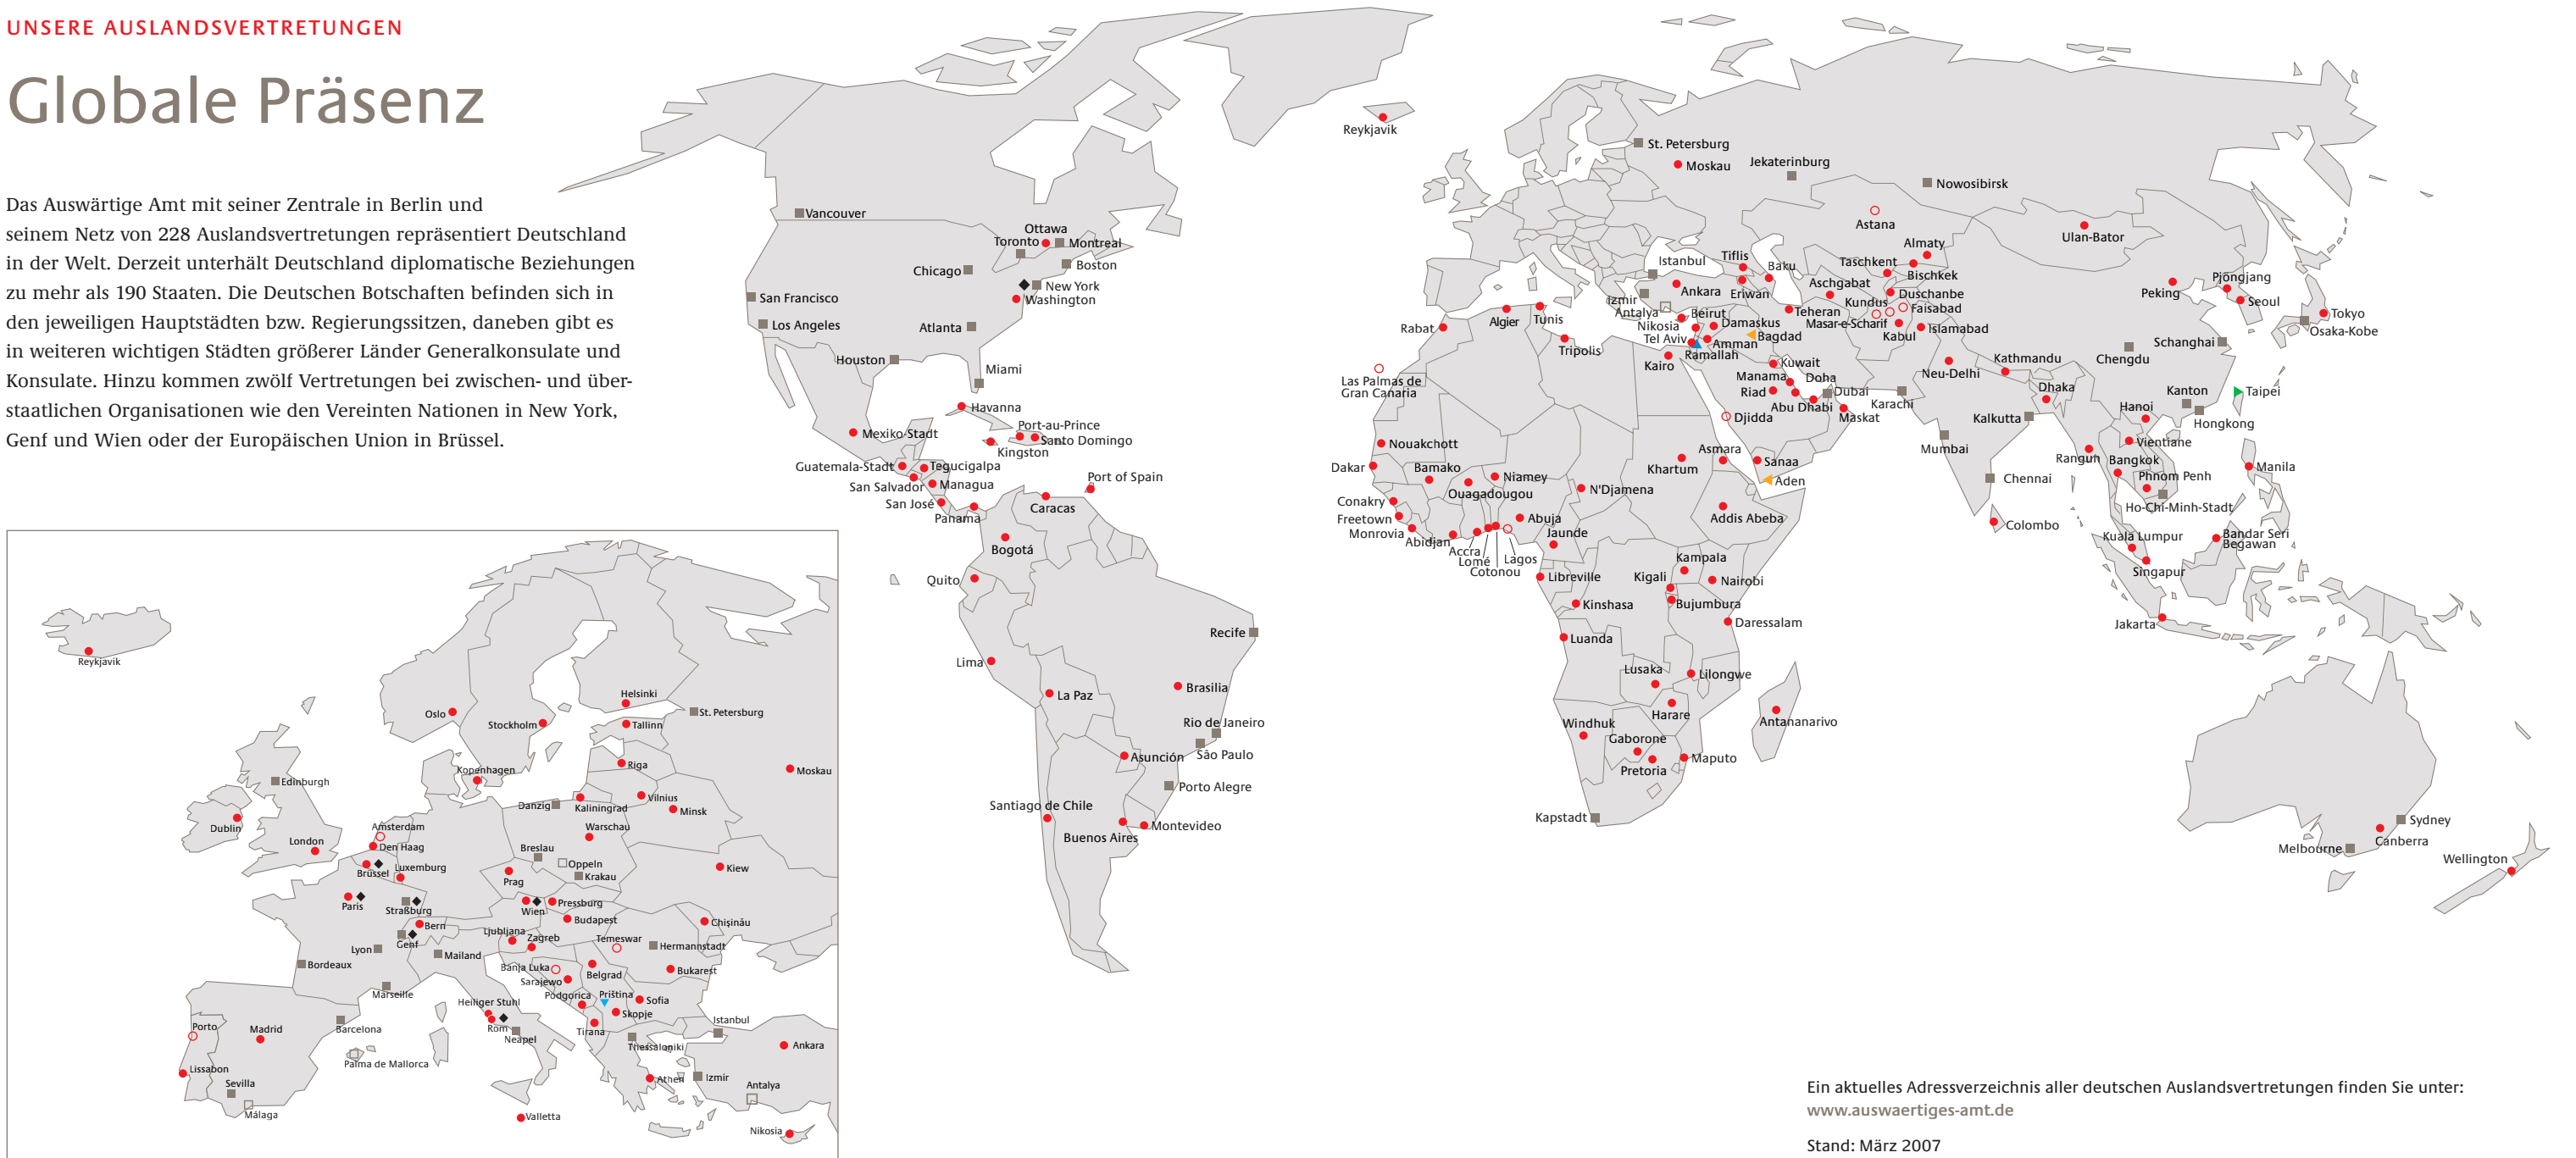 UNSERE AUSLANDSVERTRETUNGEN
Globale Präsenz
Das Auswärtige Amt mit seiner Zentrale in Berlin und
seinem Netz von 228 Auslandsvertretungen repräsentiert Deutschland
in der Welt. Derzeit unterhält Deutschland diplomatische Beziehungen
zu mehr als 190 Staaten. Die Deutschen Botschaften befinden sich in
den jeweiligen Hauptstädten bzw. Regierungssitzen, daneben gibt es
in weiteren wichtigen Städten größerer Länder Generalkonsulate und
Konsulate. Hinzu kommen zwölf Vertretungen bei zwischen- und über-
staatlichen Organisationen wie den Vereinten Nationen in New York,
Genf und Wien oder der Europäischen Union in Brüssel.
Vancouver
Ottawa
Toronto
Montreal
Chicago
Boston
New York
Washington
San Francisco
Los Angeles
Atlanta
Houston
Miami
Havanna
Mexiko-Stadt
Port-au-Prince
Santo Domingo
Kingston
Guatemala-Stadt
Tegucigalpa
San Salvador
Managua
San José
Panama
Port of Spain
Caracas
Bogotá
Quito
Recife
Lima
La Paz
Brasilia
Rio de Janeiro
São Paulo
Asunción
Porto Alegre
Santiago de Chile
Buenos Aires
Montevideo
Reykjavik
St. Petersburg
Moskau
Jekaterinburg
Nowosibirsk
Astana
Almaty
Ulan-Bator
Taschkent
Bischkek
Tiflis
Baku
Istanbul
Ankara
Eriwan
Aschgabat
Duschanbe
Kundus
Faisabad
Izmir
Antalya
Nikosia
Beirut
Teheran
Masar-e-Scharif
Damaskus
Islamabad
Tel Aviv
Bagdad
Kabul
Amman
Ramallah
Kairo
Rabat
Algier
Tunis
Tripolis
Las Palmas de
Gran Canaria
Kuwait
Manama
Doha
Riad
Dubai
Abu Dhabi
Maskat
Karachi
Djidda
Neu-Delhi
Kathmandu
Dhaka
Kalkutta
Mumbai
Chennai
Colombo
Peking
Pjöngjang
Seoul
Tokyo
Osaka-Kobe
Schanghai
Chengdu
Kanton
Taipei
Hongkong
Hanoi
Vientiane
Rangun
Bangkok
Phnom Penh
Manila
Ho-Chi-Minh-Stadt
Kuala Lumpur
Bandar Seri
Begawan
Singapur
Jakarta
Nouakchott
Dakar
Bamako
Niamey
Ouagadougou
N'Djamena
Khartum
Asmara
Sanaa
Aden
Conakry
Freetown
Monrovia
Abidjan
Accra
Lomé
Cotonou
Lagos
Abuja
Jaunde
Addis Abeba
Kampala
Libreville
Kigali
Nairobi
Kinshasa
Bujumbura
Daressalam
Luanda
Lusaka
Lilongwe
Harare
Antananarivo
Windhuk
Gaborone
Pretoria
Maputo
Kapstadt
Sydney
Canberra
Melbourne
Wellington
Reykjavik
Helsinki
Oslo
Stockholm
Tallinn
St. Petersburg
Kopenhagen
Riga
Moskau
Edinburgh
Danzig
Kaliningrad
Vilnius
Minsk
Dublin
Amsterdam
Warschau
London
Den Haag
Breslau
Brüssel
Luxemburg
Oppeln
Kiew
Prag
Krakau
Paris
Straßburg
Wien
Pressburg
Bern
Budapest
Chişinău
Genf
Ljubljana
Zagreb
Temeswar
Hermannstadt
Lyon
Mailand
Bordeaux
Banja Luka
Belgrad
Bukarest
Sarajewo
Marseille
Podgorica
Priština
Sofia
Heiliger Stuhl
Rom
Skopje
Porto
Madrid
Barcelona
Neapel
Tirana
Istanbul
Thessaloniki
Ankara
Palma de Mallorca
Lissabon
Sevilla
Athen
Izmir
Antalya
Málaga
Valletta
Nikosia
Ein aktuelles Adressverzeichnis aller deutschen Auslandsvertretungen finden Sie unter:
www.auswaertiges-amt.de
Stand: März 2007